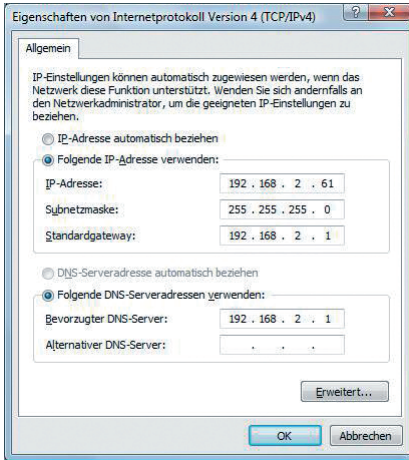 Eigenschaften von Internetprotokoll Version 4 (TCP/IPv4)
Allgemein
IP-Einstellungen können automatisch zugewiesen werden, wenn das
Netzwerk diese Funktion unterstützt. Wenden Sie sich andernfalls an
den Netzwerkadministrator, um die geeigneten IP-Einstellungen zu
beziehen.
IP-Adresse automatisch beziehen
Folgende IP-Adresse verwenden:
IP-Adresse: 192 . 168 . 2 . 61
Subnetzmaske: 255 . 255 . 255 . 0
Standardgateway: 192 . 168 . 2 . 1
DNS-Serveradresse automatisch beziehen
Folgende DNS-Serveradressen verwenden:
Bevorzugter DNS-Server: 192 . 168 . 2 . 1
Alternativer DNS-Server: . . .
Erweitert...
OK Abbrechen